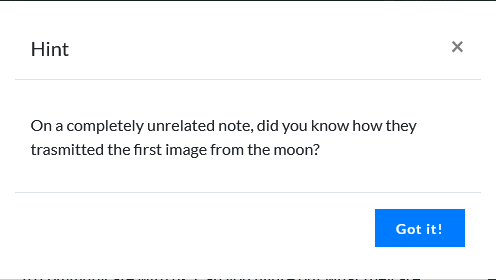 Hint
×
On a completely unrelated note, did you know how they
trasmitted the first image from the moon?
Got it!